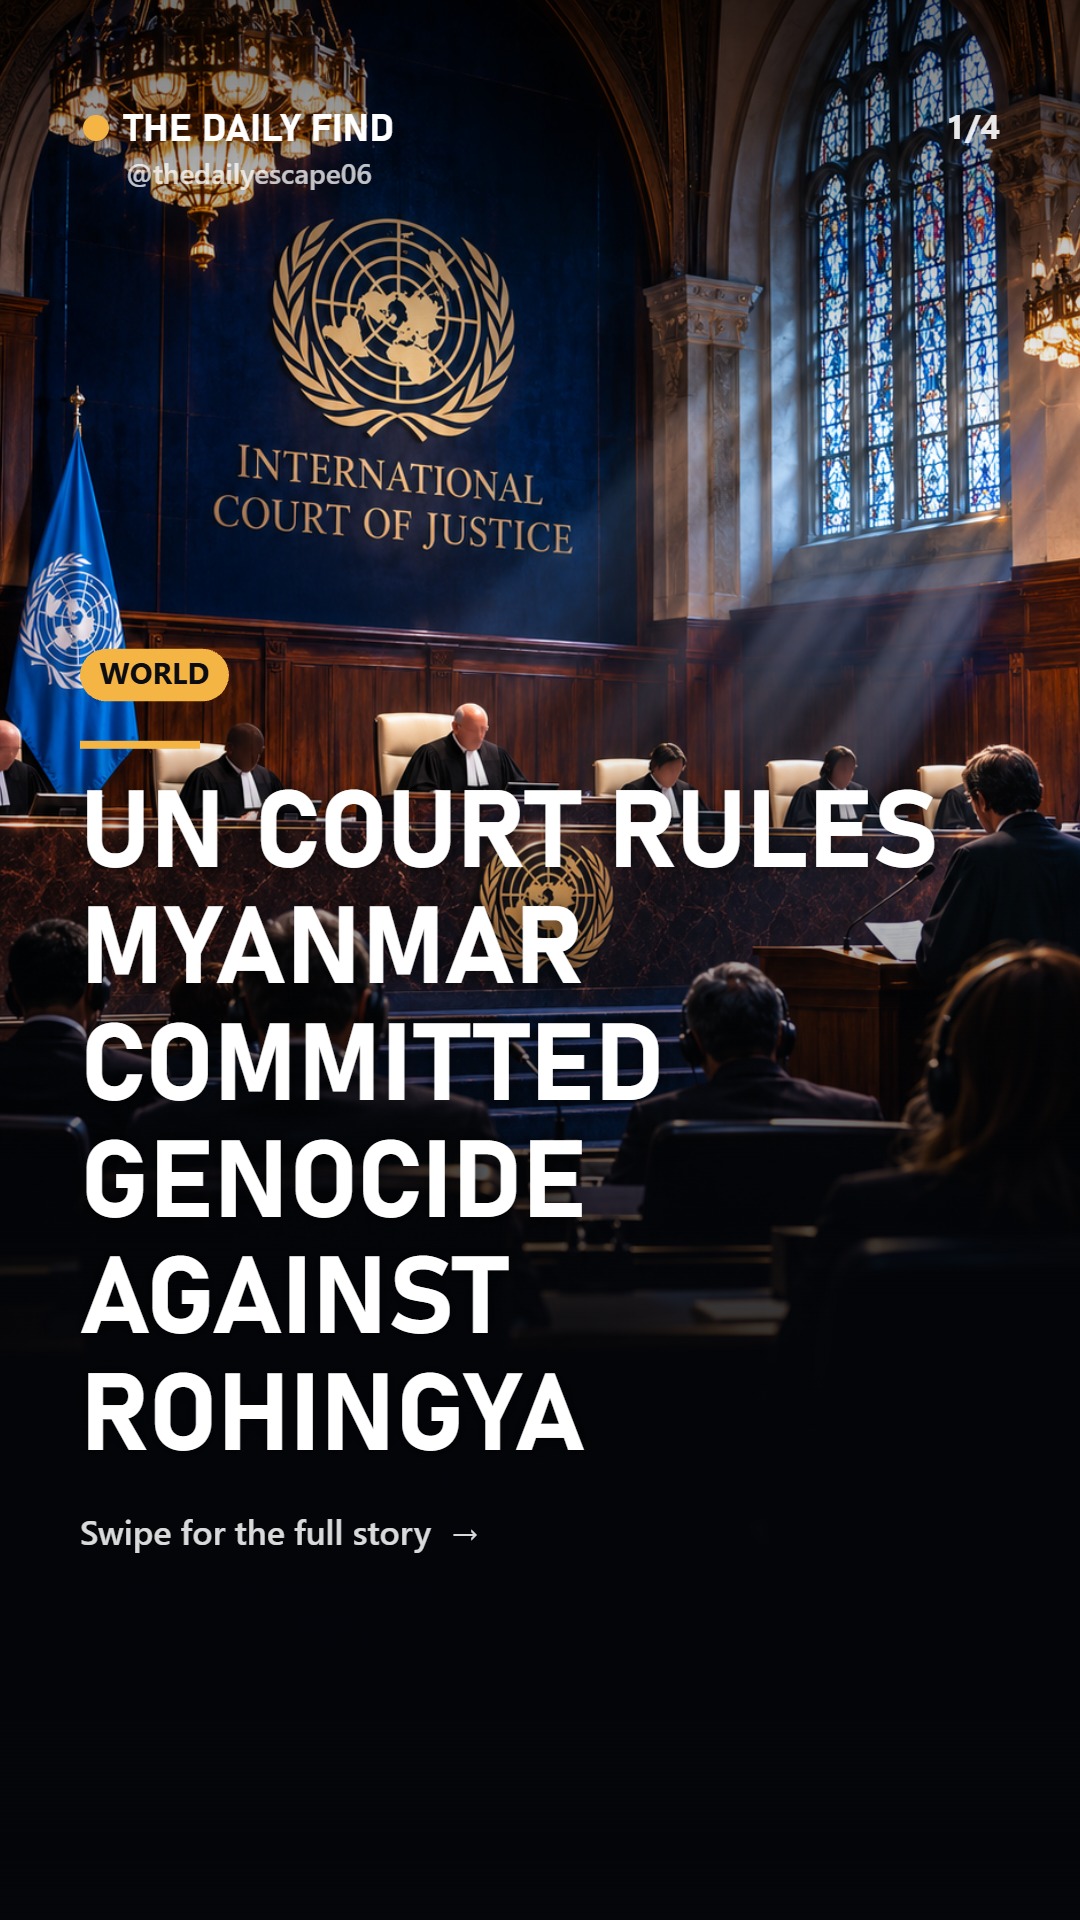 THE DAILY FIND
1/4
@thedailyescape06
INTERNATIONAL
COURT OF JUSTICE
WORLD
UN COURT RULES
MYANMAR
COMMITTED
GENOCIDE
AGAINST
ROHINGYA
Swipe for the full story →